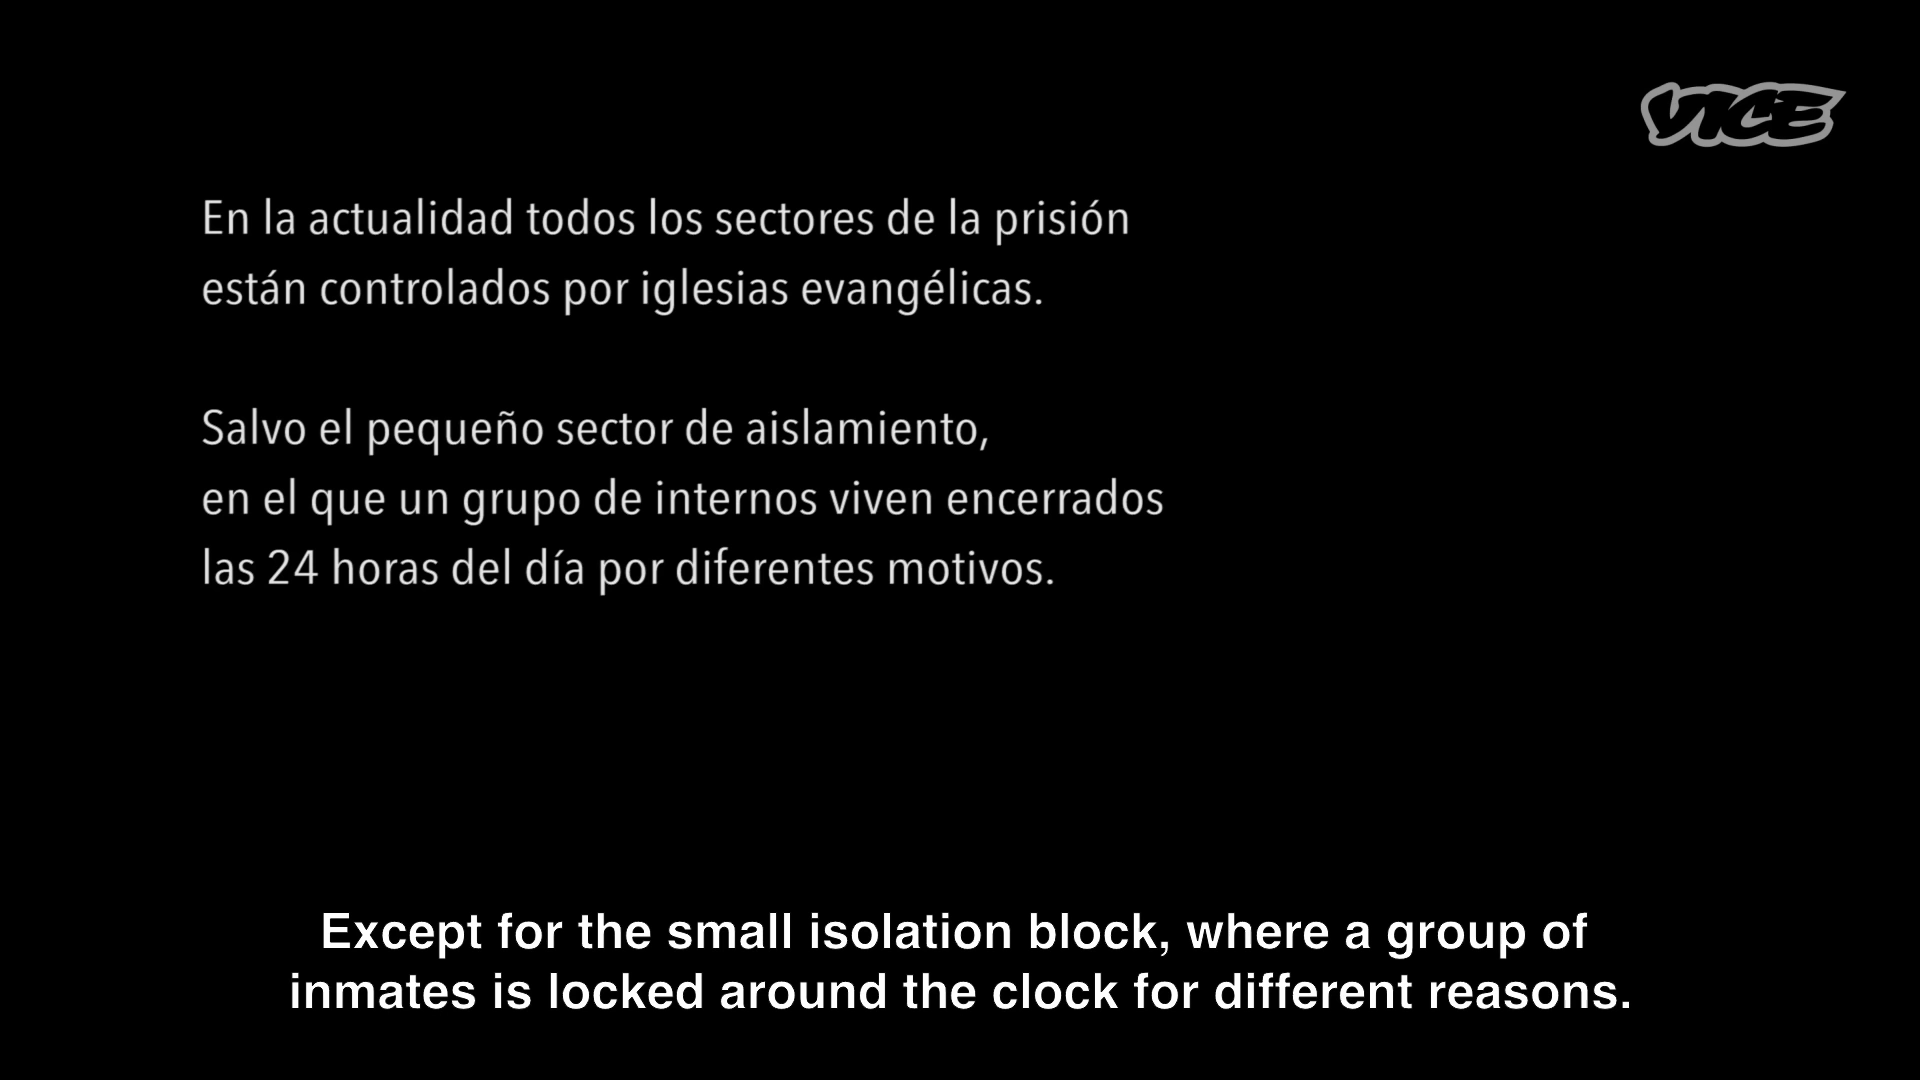 VICE
En la actualidad todos los sectores de la prisión
están controlados por iglesias evangélicas.
Salvo el pequeño sector de aislamiento,
en el que un grupo de internos viven encerrados
las 24 horas del día por diferentes motivos.
Except for the small isolation block, where a group of
inmates is locked around the clock for different reasons.